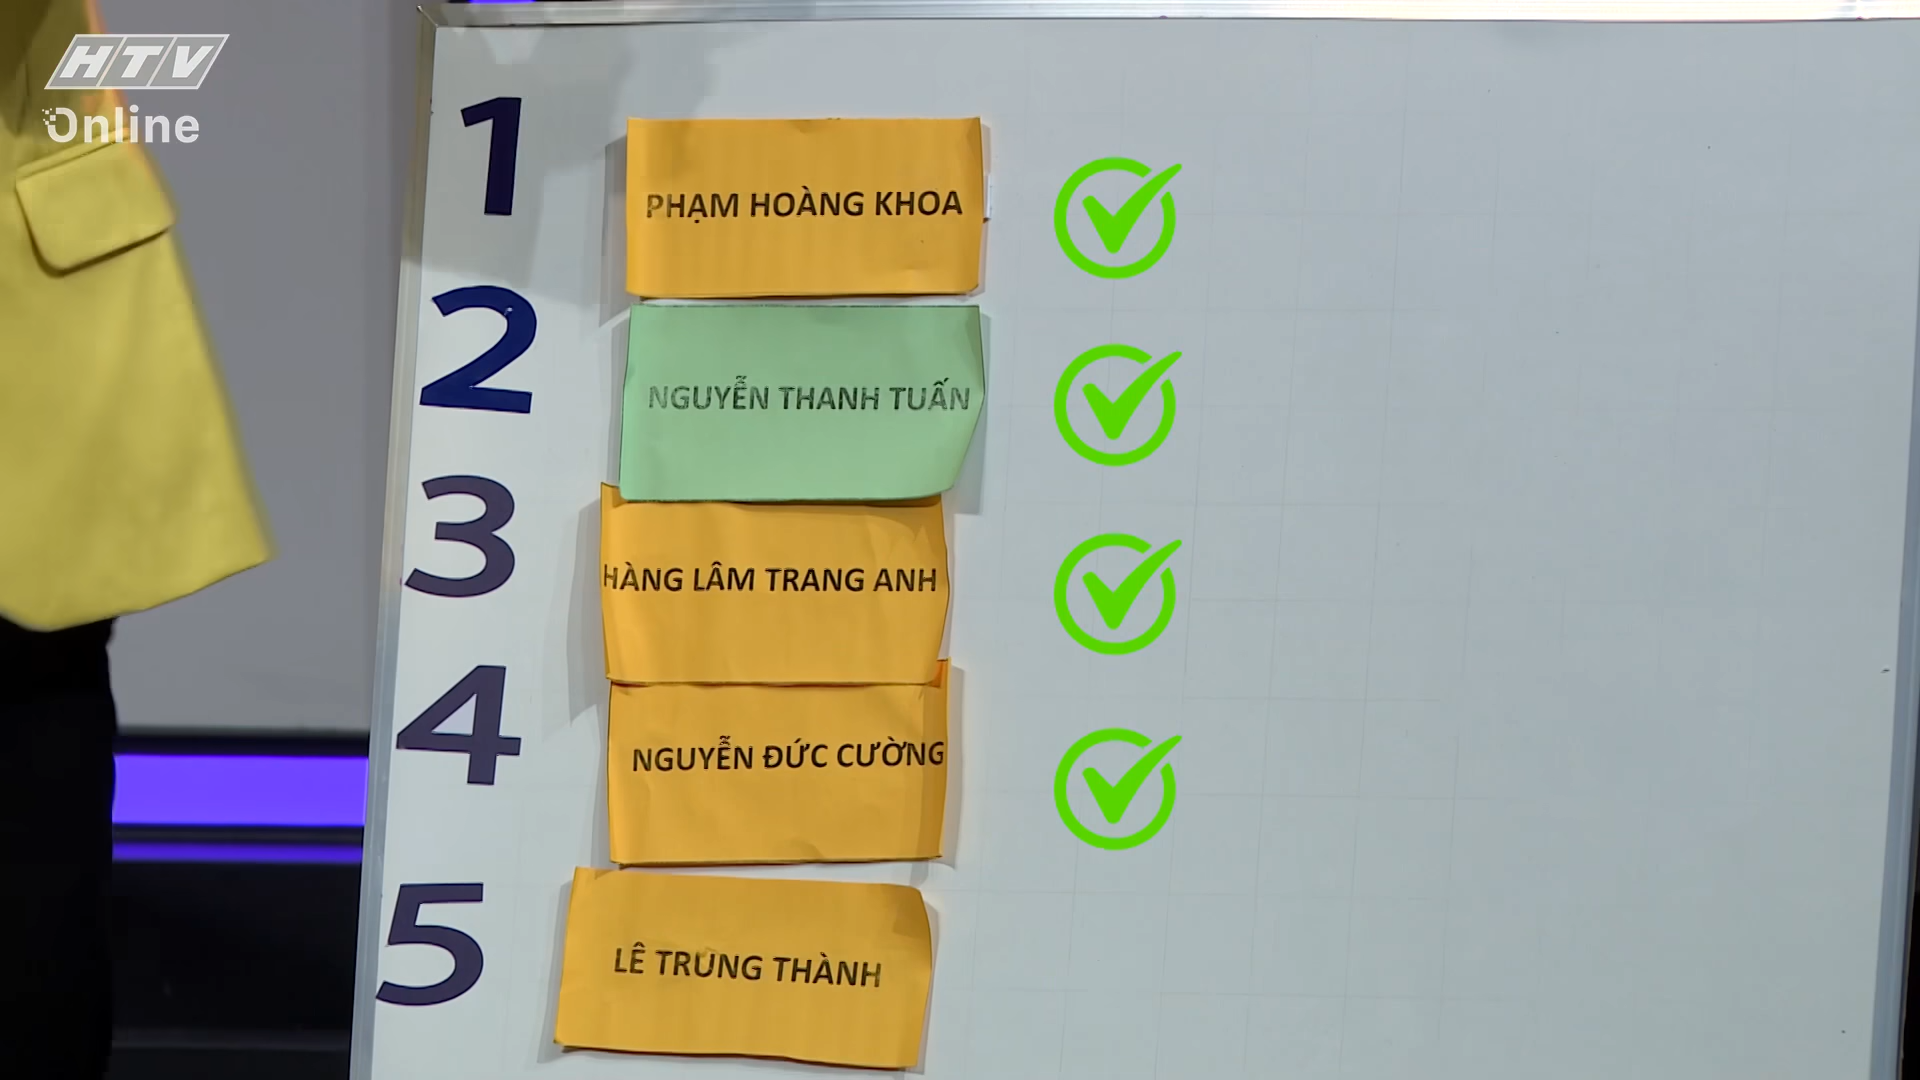 HTV
Online
1
PHẠM HOÀNG KHOA
2
NGUYỄN THANH TUẤN
3
HÀNG LÂM TRANG ANH
4
NGUYỄN ĐỨC CƯỜNG
5
LÊ TRUNG THÀNH